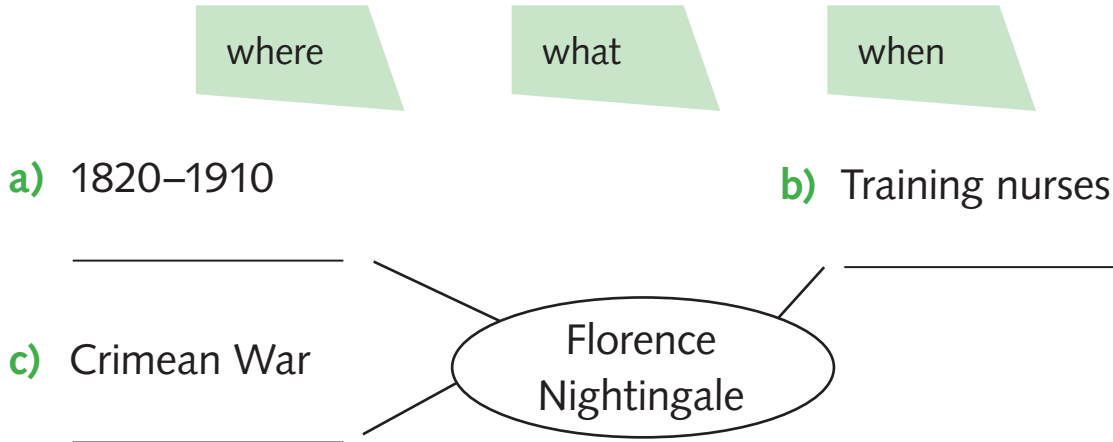 where what when
a) 1820–1910
b) Training nurses
c) Crimean War
Florence
Nightingale